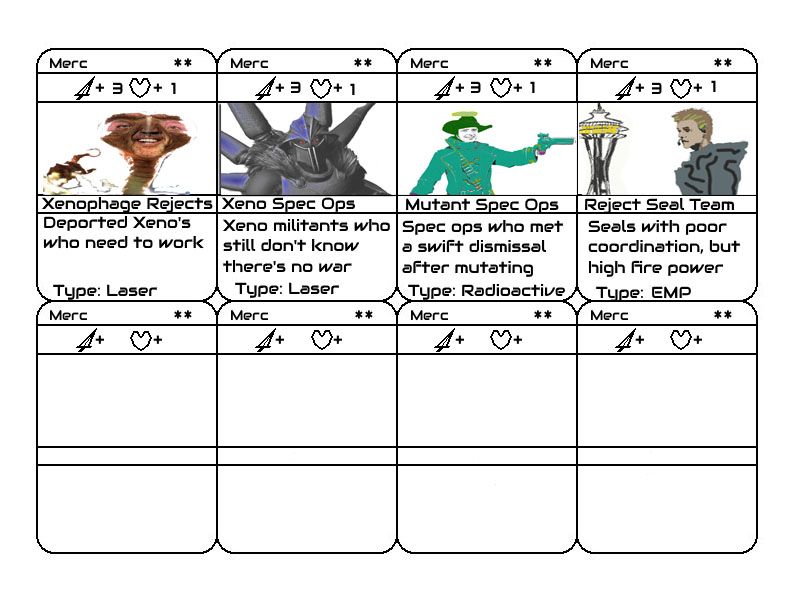 Merc **
+ 3 + 1
Xenophage Rejects
Deported Xeno's
who need to work
Type: Laser
Merc **
+ 3 + 1
Xeno Spec Ops
Xeno militants who
still don't know
there's no war
Type: Laser
Merc **
+ 3 + 1
Mutant Spec Ops
Spec ops who met
a swift dismissal
after mutating
Type: Radioactive
Merc **
+ 3 + 1
Reject Seal Team
Seals with poor
coordination, but
high fire power
Type: EMP
Merc **
+ +
Merc **
+ +
Merc **
+ +
Merc **
+ +